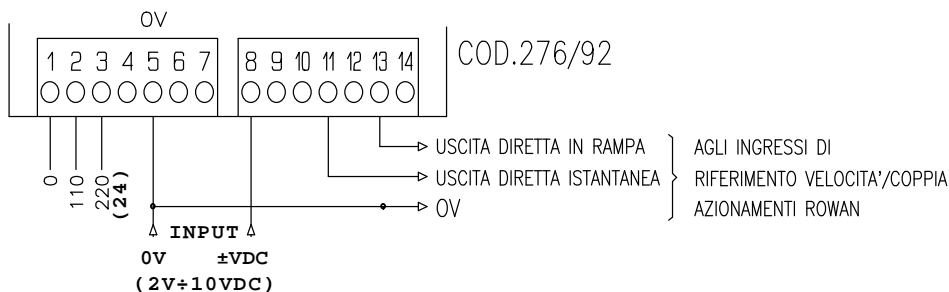 0V
1 2 3 4 5 6 7 8 9 10 11 12 13 14
COD.276/92
0
110
220
(24)
USCITA DIRETTA IN RAMPA
USCITA DIRETTA ISTANTANEA
0V
AGLI INGRESSI DI
RIFERIMENTO VELOCITA'/COPPIA
AZIONAMENTI ROWAN
INPUT
0V ±VDC
(2V÷10VDC)